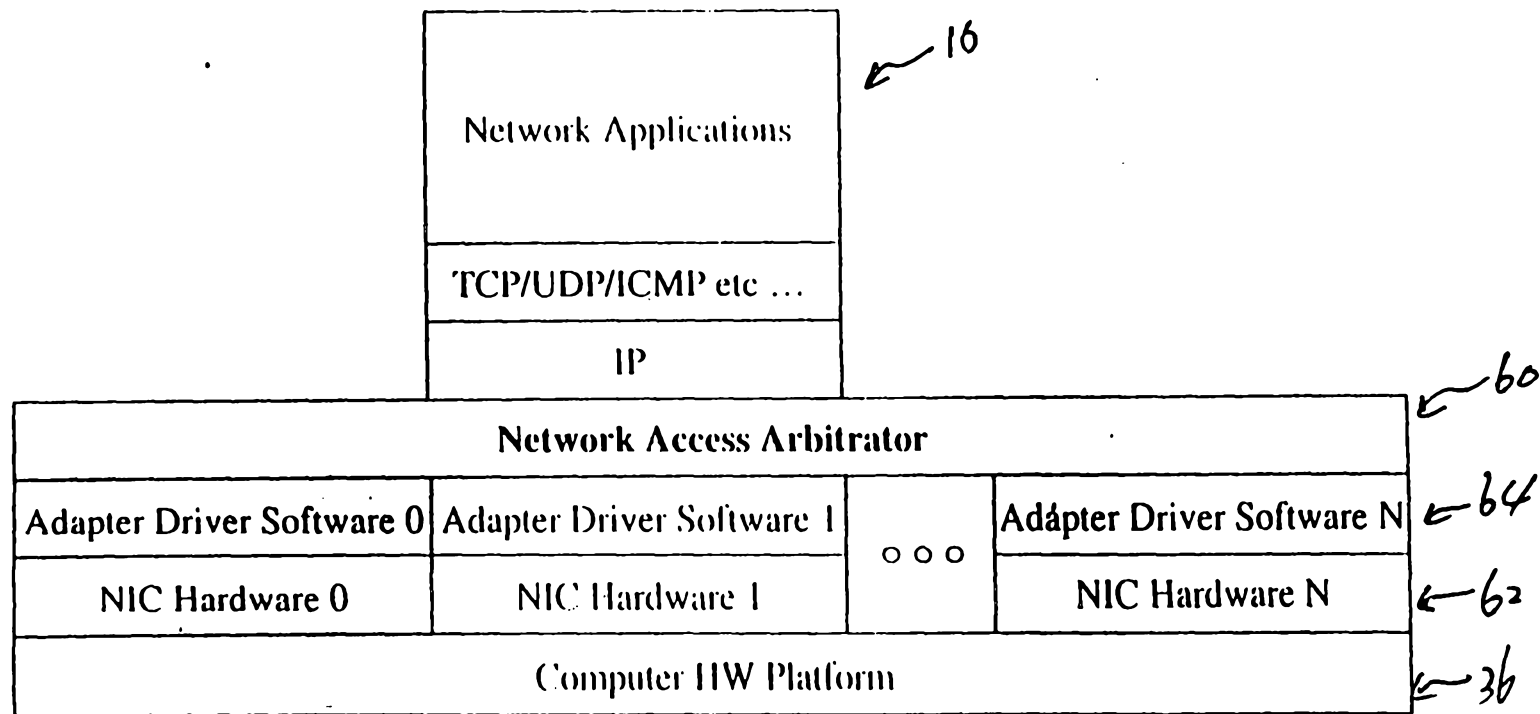 Network Applications
16
TCP/UDP/ICMP etc ...
IP
60
Network Access Arbitrator
Adapter Driver Software 0
Adapter Driver Software 1
Adapter Driver Software N
64
NIC Hardware 0
NIC Hardware 1
NIC Hardware N
62
Computer HW Platform
36